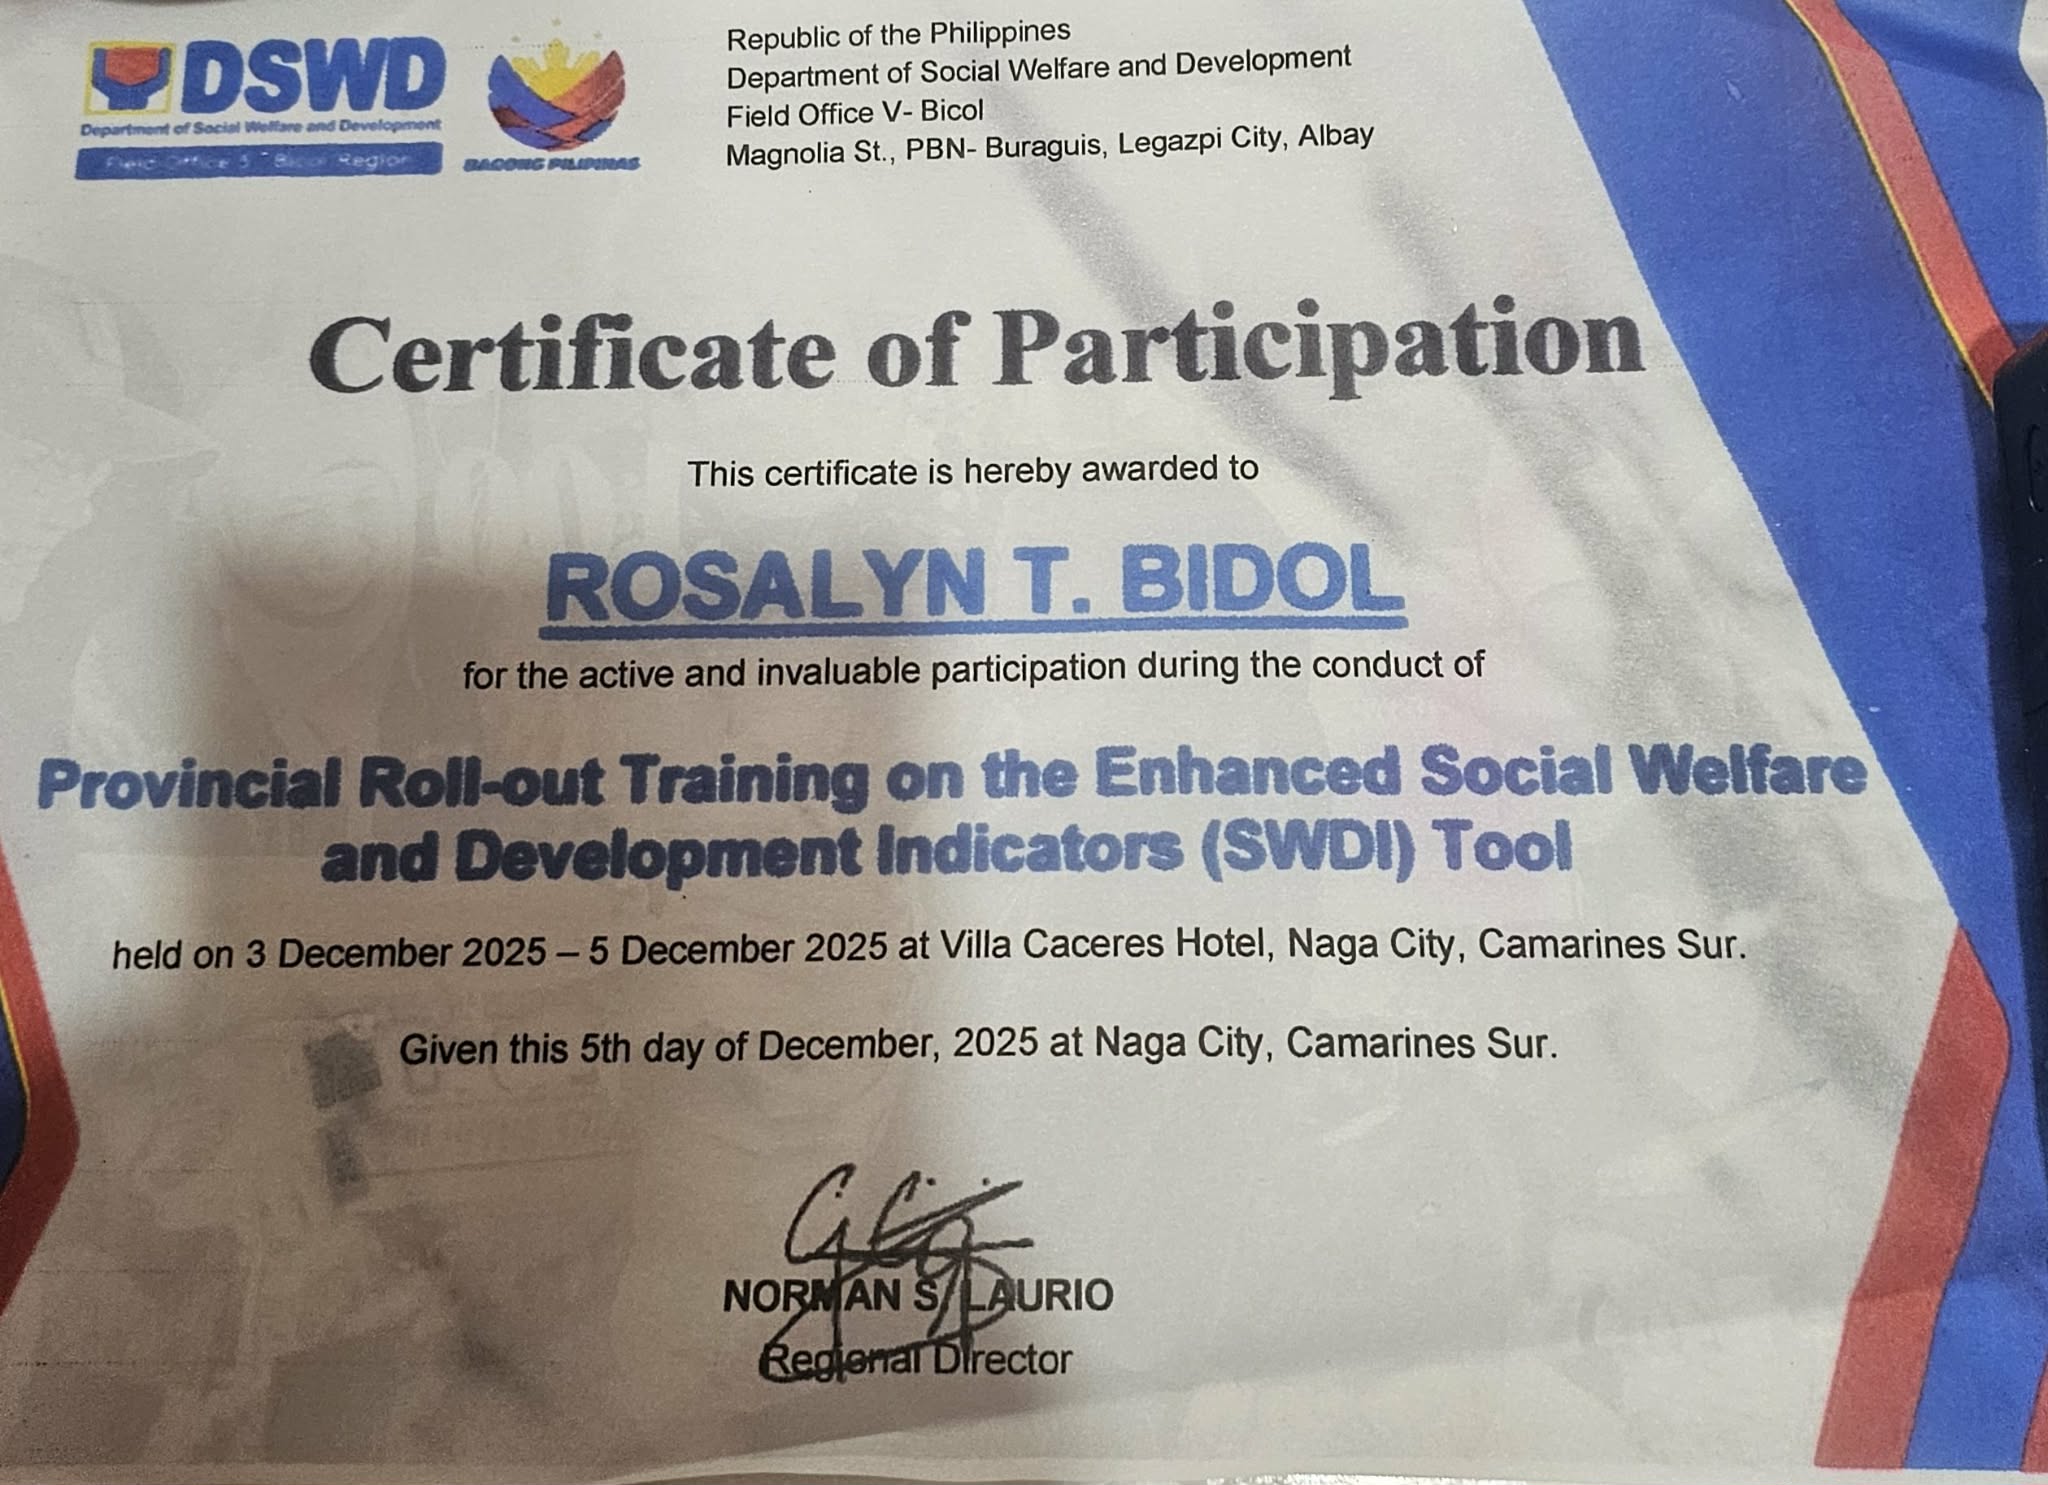 DSWD
Department of Social Welfare and Development
Field Office 5 - Bicol Region
BAGONG PILIPINAS
Republic of the Philippines
Department of Social Welfare and Development
Field Office V- Bicol
Magnolia St., PBN- Buraguis, Legazpi City, Albay
Certificate of Participation
This certificate is hereby awarded to
ROSALYN T. BIDOL
for the active and invaluable participation during the conduct of
Provincial Roll-out Training on the Enhanced Social Welfare
and Development Indicators (SWDI) Tool
held on 3 December 2025 – 5 December 2025 at Villa Caceres Hotel, Naga City, Camarines Sur.
Given this 5th day of December, 2025 at Naga City, Camarines Sur.
NORMAN S. LAURIO
Regional Director